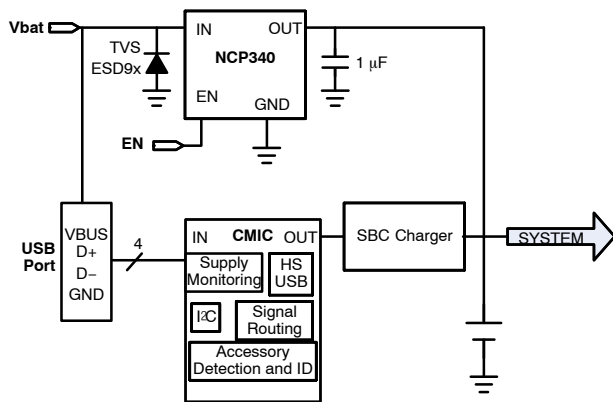 Vbat
TVS
ESD9x
IN
OUT
NCP340
EN
GND
1 μF
EN
USB
Port
VBUS
D+
D−
GND
4
IN
CMIC
OUT
Supply
Monitoring
HS
USB
I2C
Signal
Routing
Accessory
Detection and ID
SBC Charger
SYSTEM